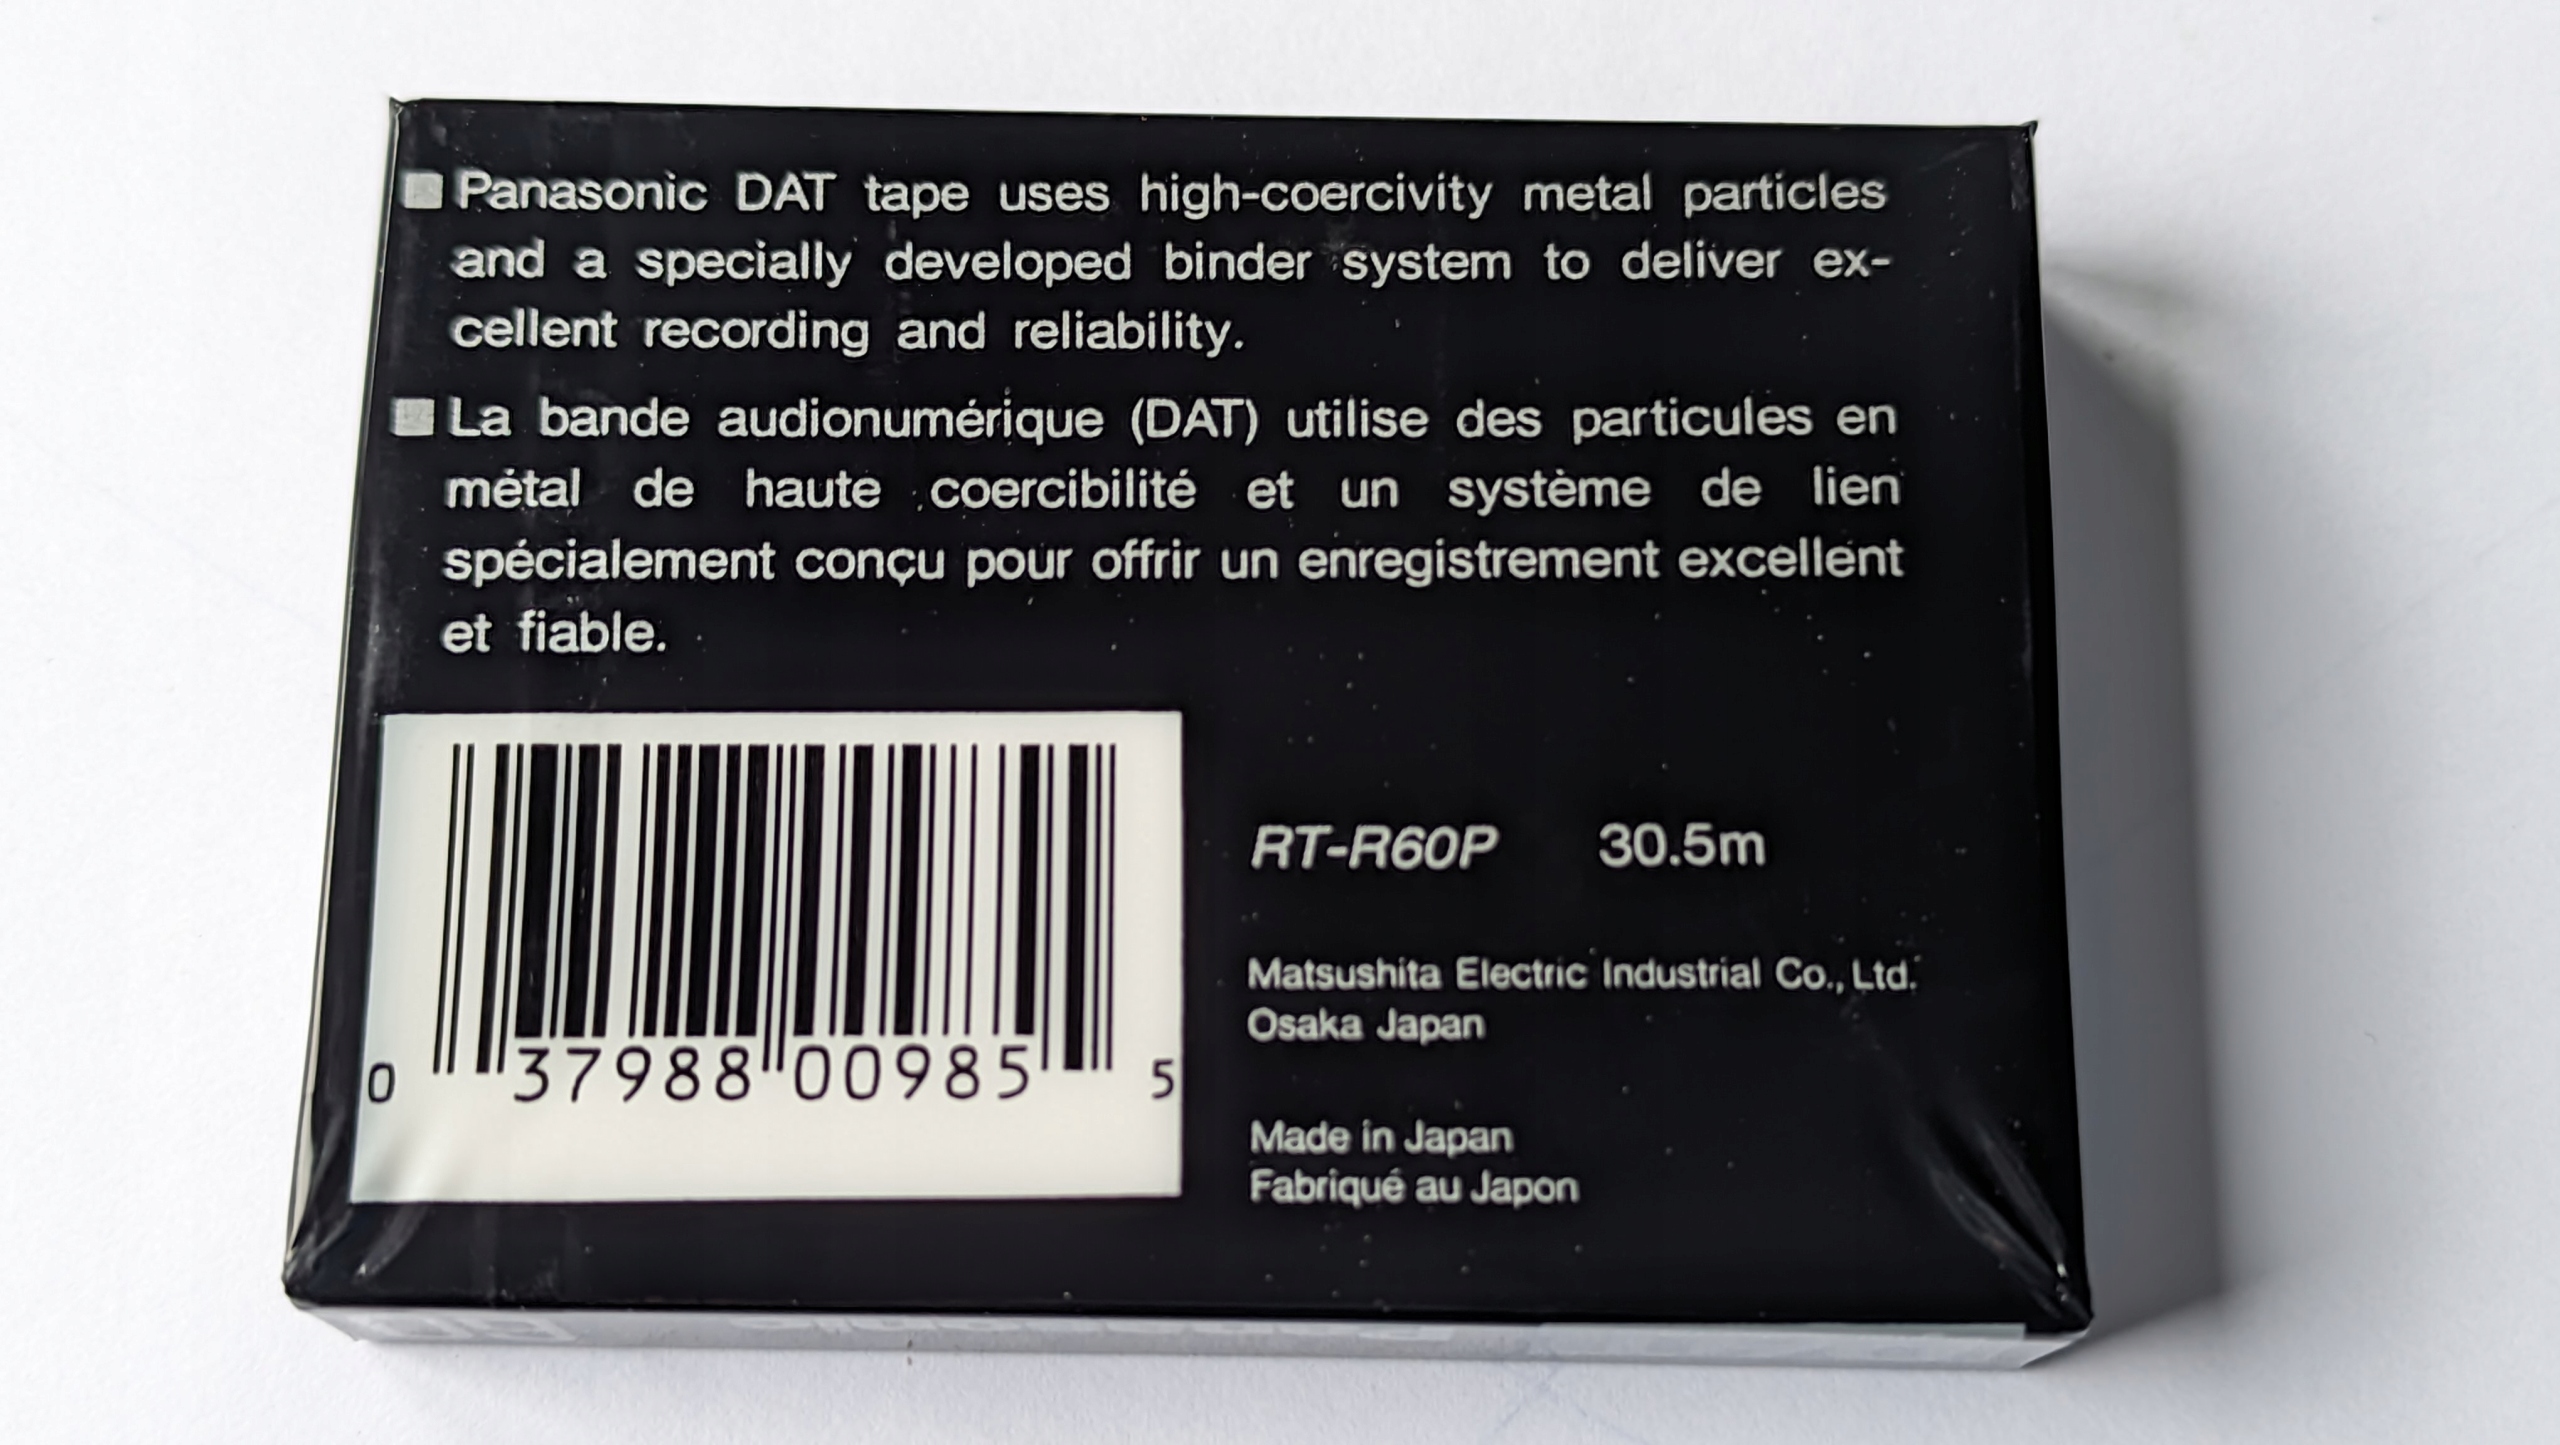 Panasonic DAT tape uses high-coercivity metal particles
and a specially developed binder system to deliver ex-
cellent recording and reliability.
La bande audionumérique (DAT) utilise des particules en
métal de haute coercibilité et un système de lien
spécialement conçu pour offrir un enregistrement excellent
et fiable.
0 37988 00985 5
RT-R60P 30.5m
Matsushita Electric Industrial Co., Ltd.
Osaka Japan
Made in Japan
Fabriqué au Japon